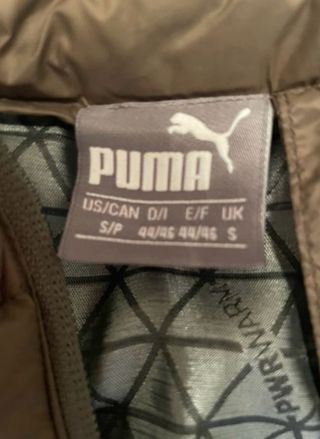 PUMA
US/CAN D/I E/F UK
S/P 44/46 44/46 S
PWRWARM